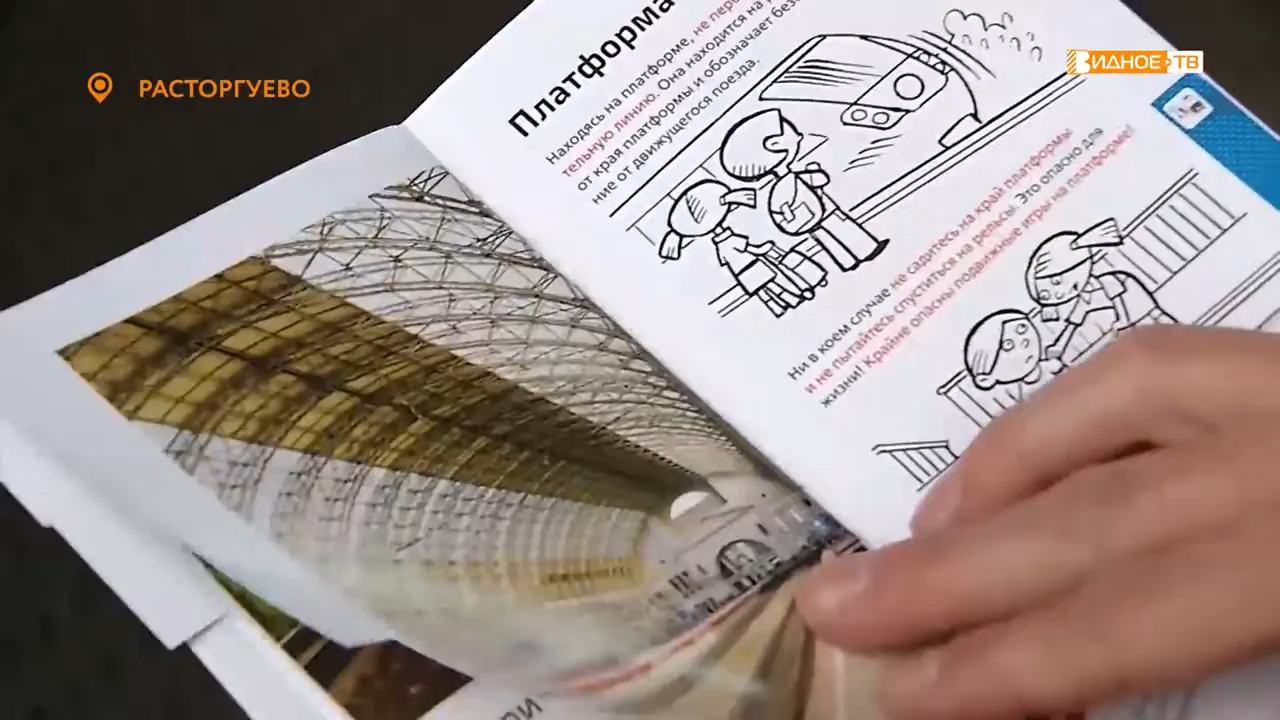 РАСТОРГУЕВО
ВИДНОЕ-ТВ
Платформа
Находясь на платформе, не
тельную линию. Она находится на
от края платформы и обозначает
ние от движущегося поезда.
Ни в коем случае не садитесь на край платформы
и не пытайтесь спуститься на рельсы. Это опасно для
жизни! Крайне опасны подвижные игры на платформе!